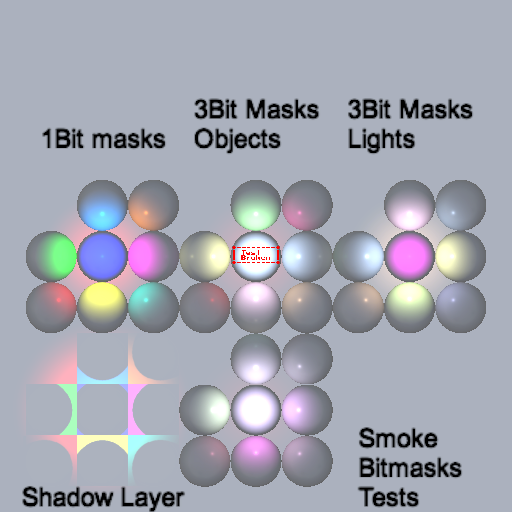 1Bit masks
3Bit Masks
Objects
3Bit Masks
Lights
Test
Broken
Shadow Layer
Smoke
Bitmasks
Tests